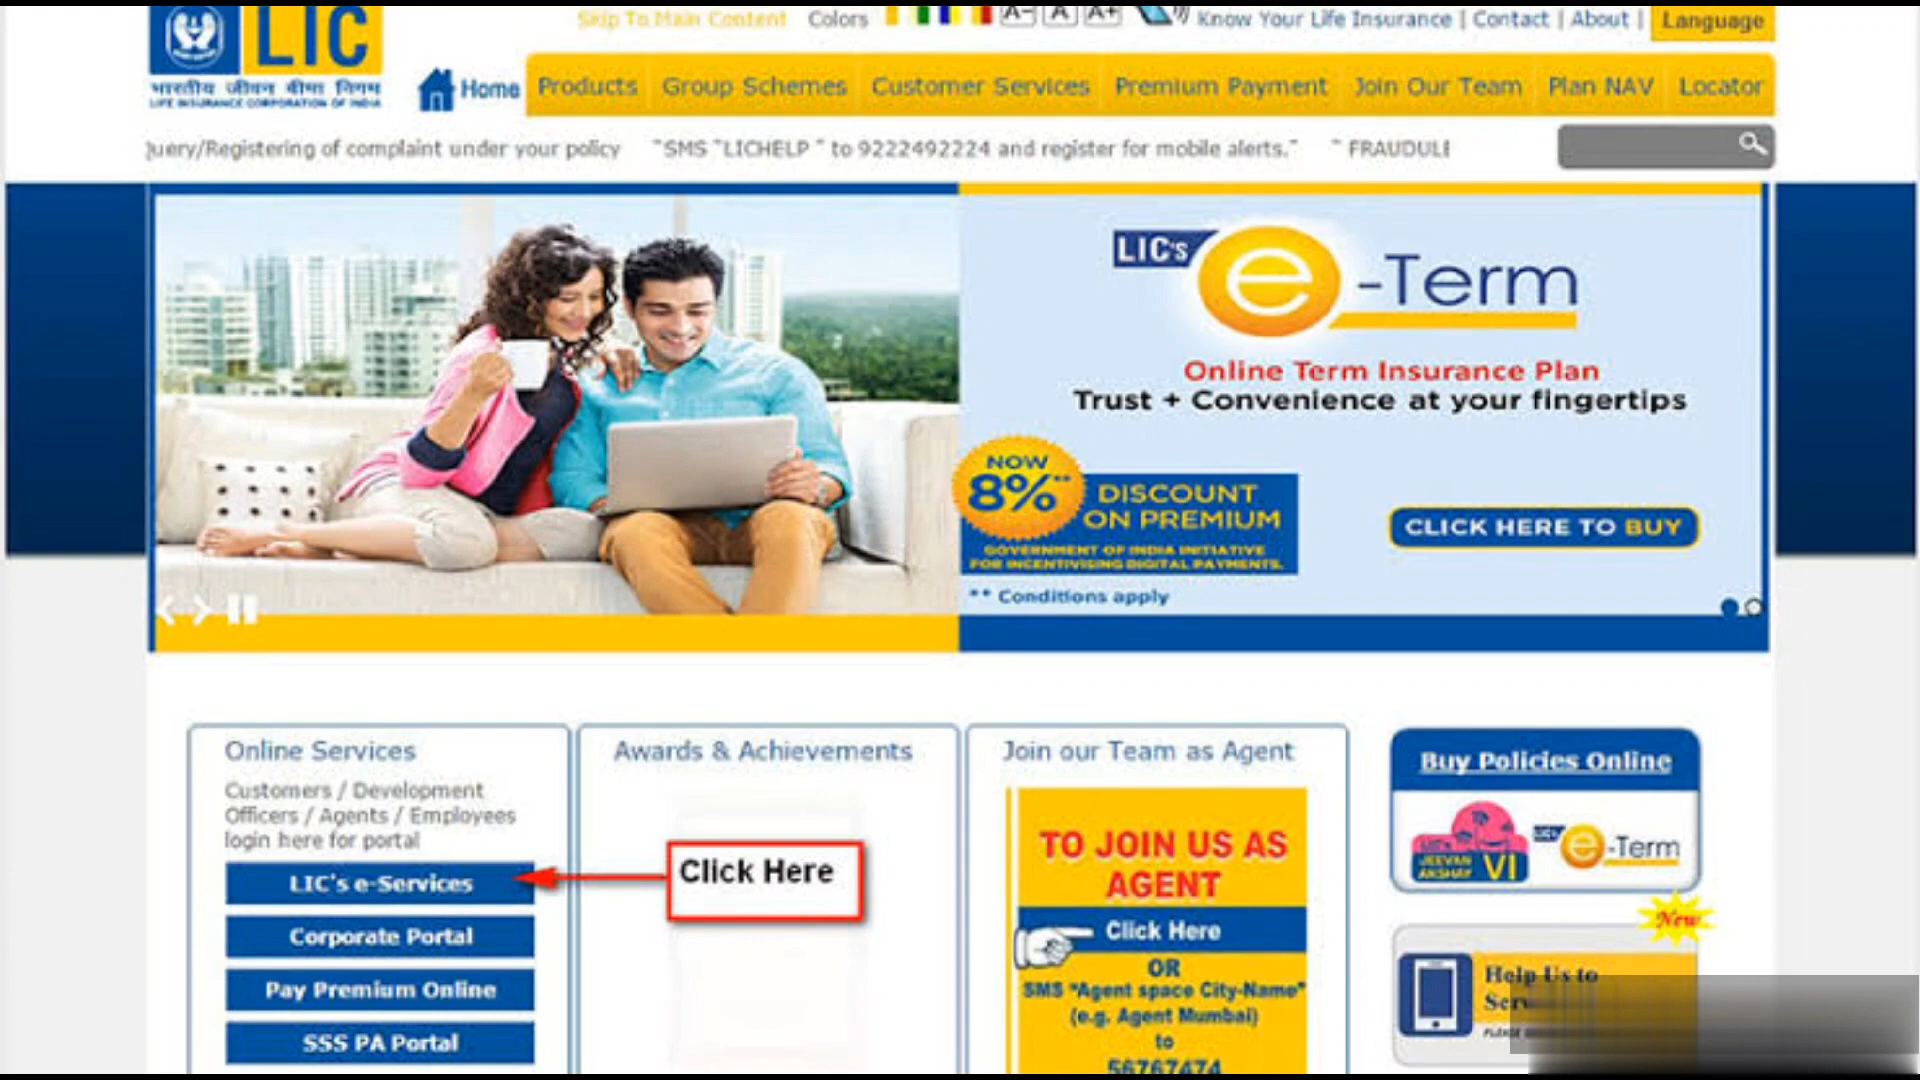 LIC
भारतीय जीवन बीमा निगम
LIFE INSURANCE CORPORATION OF INDIA
Skip To Main Content Colors A- A A+ Know Your Life Insurance | Contact | About | Language
Home Products Group Schemes Customer Services Premium Payment Join Our Team Plan NAV Locator
uery/Registering of complaint under your policy ~SMS ~LICHELP " to 9222492224 and register for mobile alerts.~ ~ FRAUDULE
LIC's
e-Term
Online Term Insurance Plan
Trust + Convenience at your fingertips
NOW
8%**
DISCOUNT
ON PREMIUM
GOVERNMENT OF INDIA INITIATIVE
FOR INCENTIVISING DIGITAL PAYMENTS.
CLICK HERE TO BUY
** Conditions apply
Online Services
Customers / Development
Officers / Agents / Employees
login here for portal
LIC's e-Services
Corporate Portal
Pay Premium Online
SSS PA Portal
Click Here
Awards & Achievements
Join our Team as Agent
TO JOIN US AS
AGENT
Click Here
OR
SMS "Agent space City-Name"
(e.g. Agent Mumbai)
to
56767474
Buy Policies Online
LIC's
JEEVAN
AKSHAY VI
LIC's e-Term
New
Help Us to